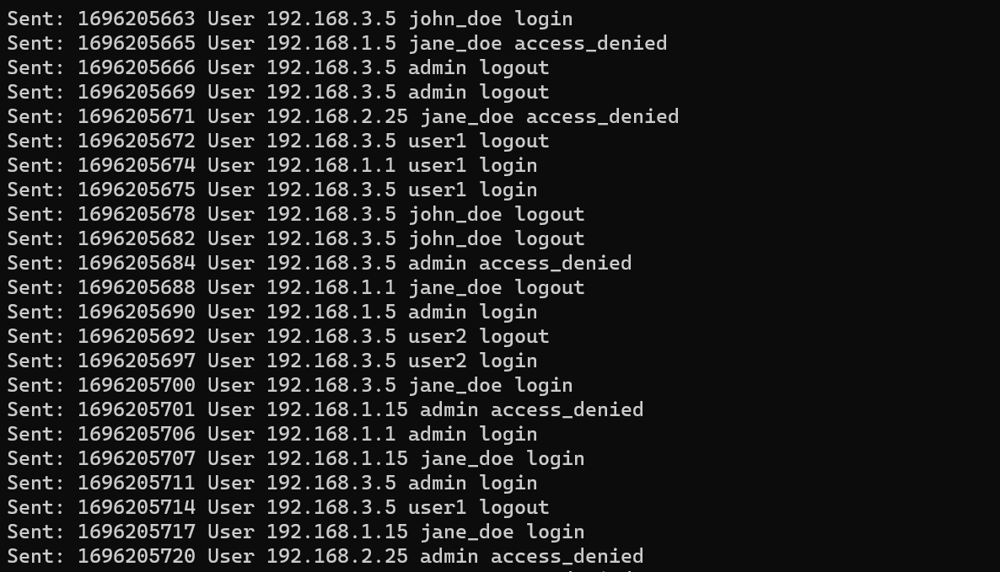 Sent: 1696205663 User 192.168.3.5 john_doe login
Sent: 1696205665 User 192.168.1.5 jane_doe access_denied
Sent: 1696205666 User 192.168.3.5 admin logout
Sent: 1696205669 User 192.168.3.5 admin logout
Sent: 1696205671 User 192.168.2.25 jane_doe access_denied
Sent: 1696205672 User 192.168.3.5 user1 logout
Sent: 1696205674 User 192.168.1.1 user1 login
Sent: 1696205675 User 192.168.3.5 user1 login
Sent: 1696205678 User 192.168.3.5 john_doe logout
Sent: 1696205682 User 192.168.3.5 john_doe logout
Sent: 1696205684 User 192.168.3.5 admin access_denied
Sent: 1696205688 User 192.168.1.1 jane_doe logout
Sent: 1696205690 User 192.168.1.5 admin login
Sent: 1696205692 User 192.168.3.5 user2 logout
Sent: 1696205697 User 192.168.3.5 user2 login
Sent: 1696205700 User 192.168.3.5 jane_doe login
Sent: 1696205701 User 192.168.1.15 admin access_denied
Sent: 1696205706 User 192.168.1.1 admin login
Sent: 1696205707 User 192.168.1.15 jane_doe login
Sent: 1696205711 User 192.168.3.5 admin login
Sent: 1696205714 User 192.168.3.5 user1 logout
Sent: 1696205717 User 192.168.1.15 jane_doe login
Sent: 1696205720 User 192.168.2.25 admin access_denied